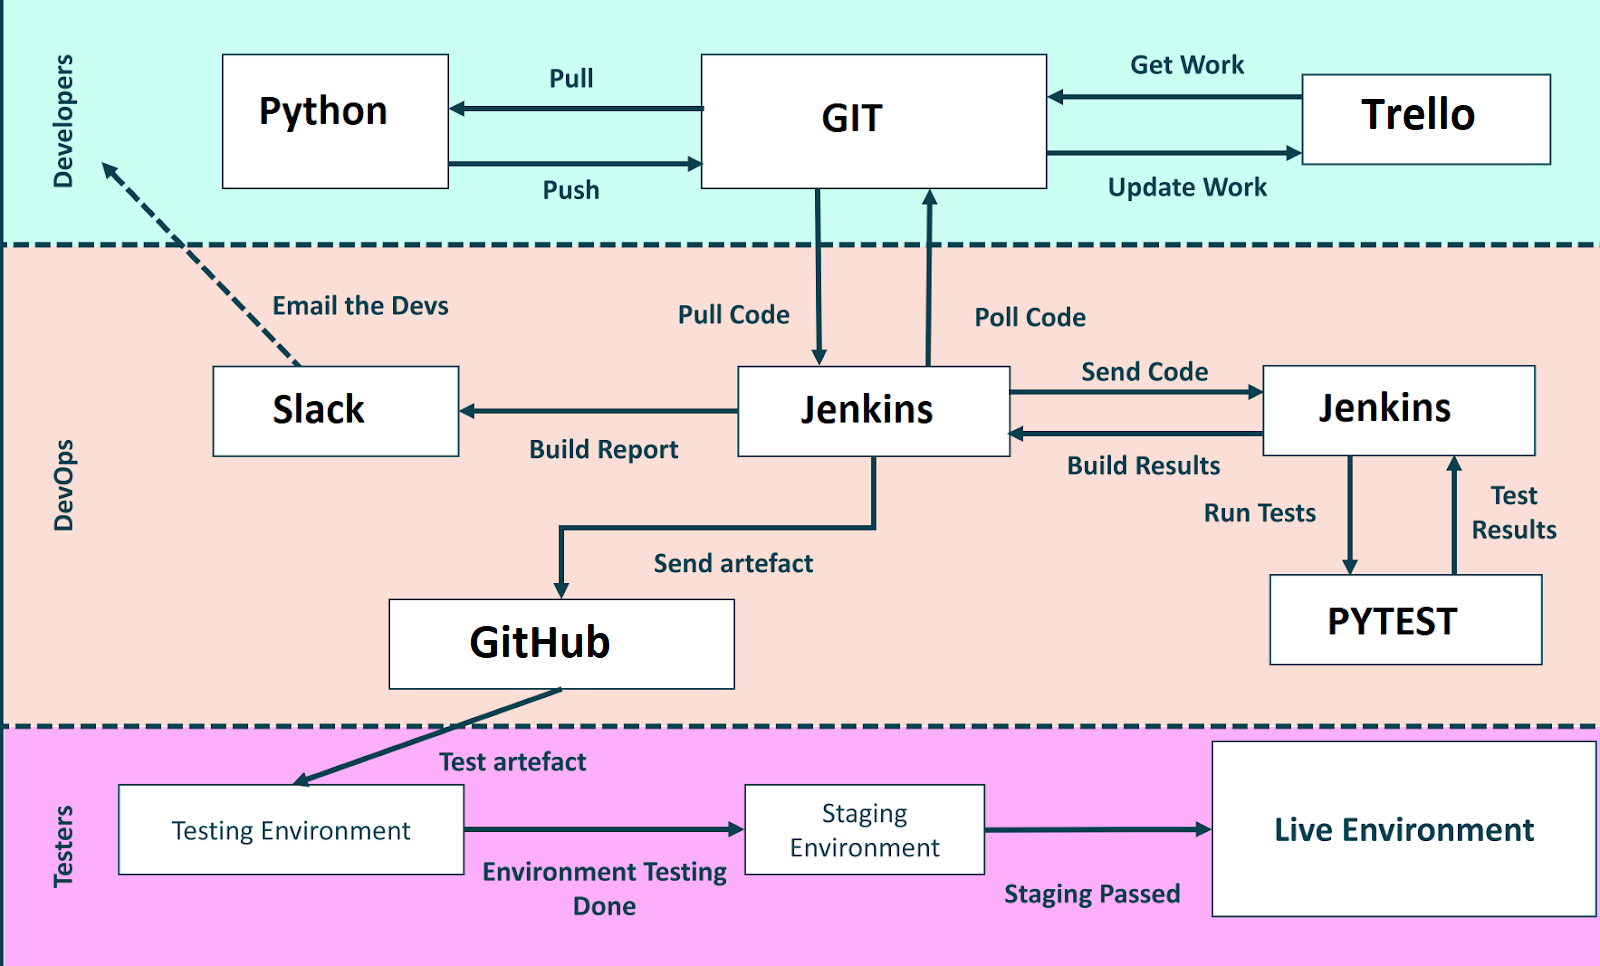 Developers
Python
Pull
Push
GIT
Get Work
Update Work
Trello
Email the Devs
Pull Code
Poll Code
DevOps
Slack
Build Report
Jenkins
Send Code
Build Results
Jenkins
Run Tests
Test
Results
Send artefact
GitHub
PYTEST
Testers
Test artefact
Testing Environment
Environment Testing
Done
Staging
Environment
Staging Passed
Live Environment